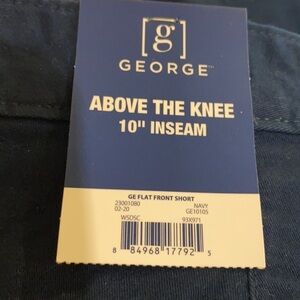 g
GEORGE™
ABOVE THE KNEE
10" INSEAM
GE FLAT FRONT SHORT
23001080 NAVY
02-20 GE10105
WSDSC 93X971
8 84968 17792 5